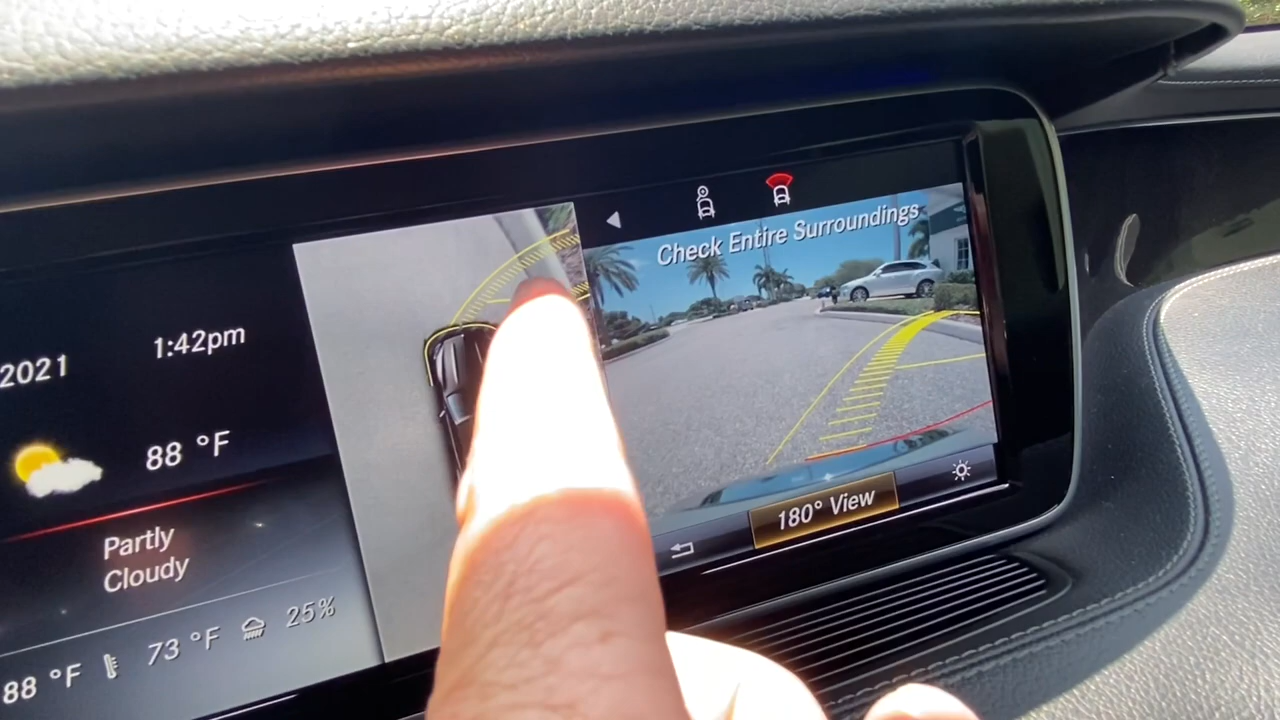 2021
1:42pm
88 °F
Partly
Cloudy
88 °F 73 °F 25%
Check Entire Surroundings
180° View